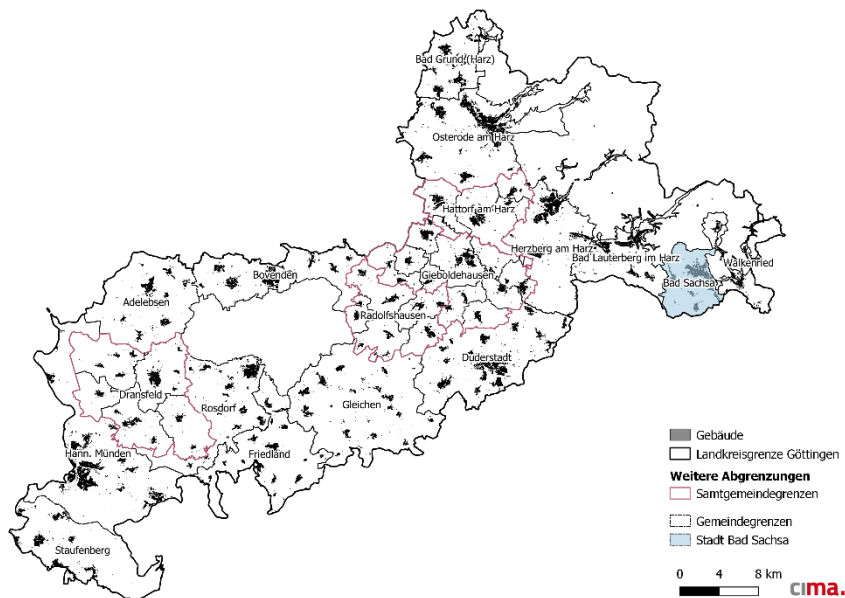 Bad Grund (Harz)
Osterode am Harz
Hattorf am Harz
Herzberg am Harz
Bad Lauterberg im Harz
Walkenried
Bad Sachsa
Bovenden
Gieboldehausen
Adelebsen
Radolfshausen
Duderstadt
Dransfeld
Rosdorf
Gleichen
Hann. Münden
Friedland
Staufenberg
Gebäude
Landkreisgrenze Göttingen
Weitere Abgrenzungen
Samtgemeindegrenzen
Gemeindegrenzen
Stadt Bad Sachsa
0 4 8 km
cima.